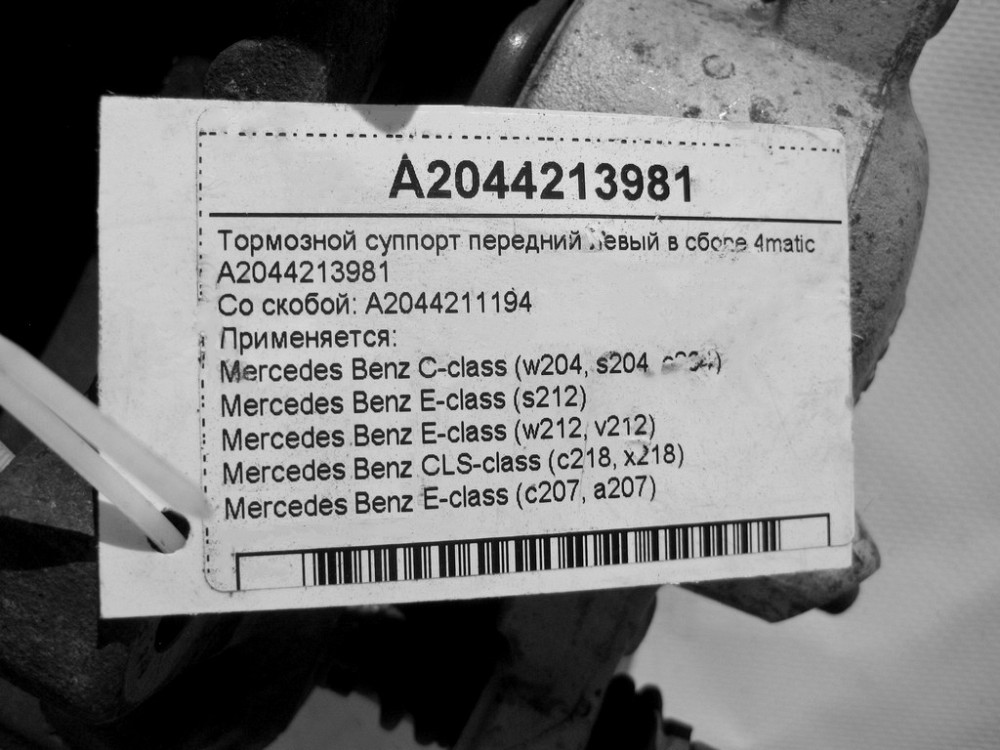 A2044213981
Тормозной суппорт передний левый в сборе 4matic
A2044213981
Со скобой: A2044211194
Применяется:
Mercedes Benz C-class (w204, s204
Mercedes Benz E-class (s212)
Mercedes Benz E-class (w212, v212)
Mercedes Benz CLS-class (c218, x218)
Mercedes Benz E-class (c207, a207)